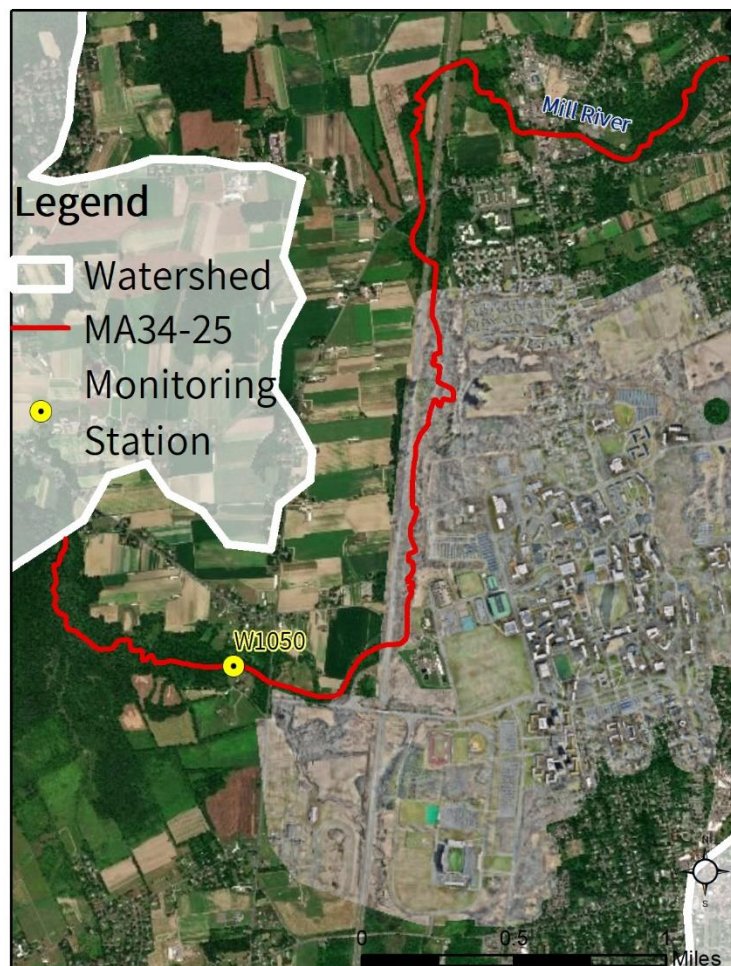 Mill River
Legend
Watershed
MA34-25
Monitoring
Station
W1050
N
S
0 0.5 1
Miles